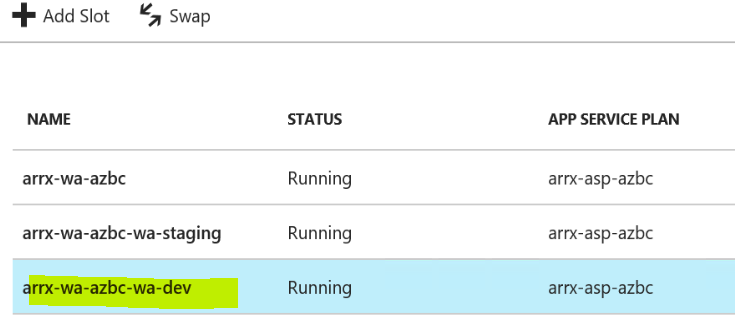 Add Slot Swap
NAME STATUS APP SERVICE PLAN
arrx-wa-azbc Running arrx-asp-azbc
arrx-wa-azbc-wa-staging Running arrx-asp-azbc
arrx-wa-azbc-wa-dev Running arrx-asp-azbc